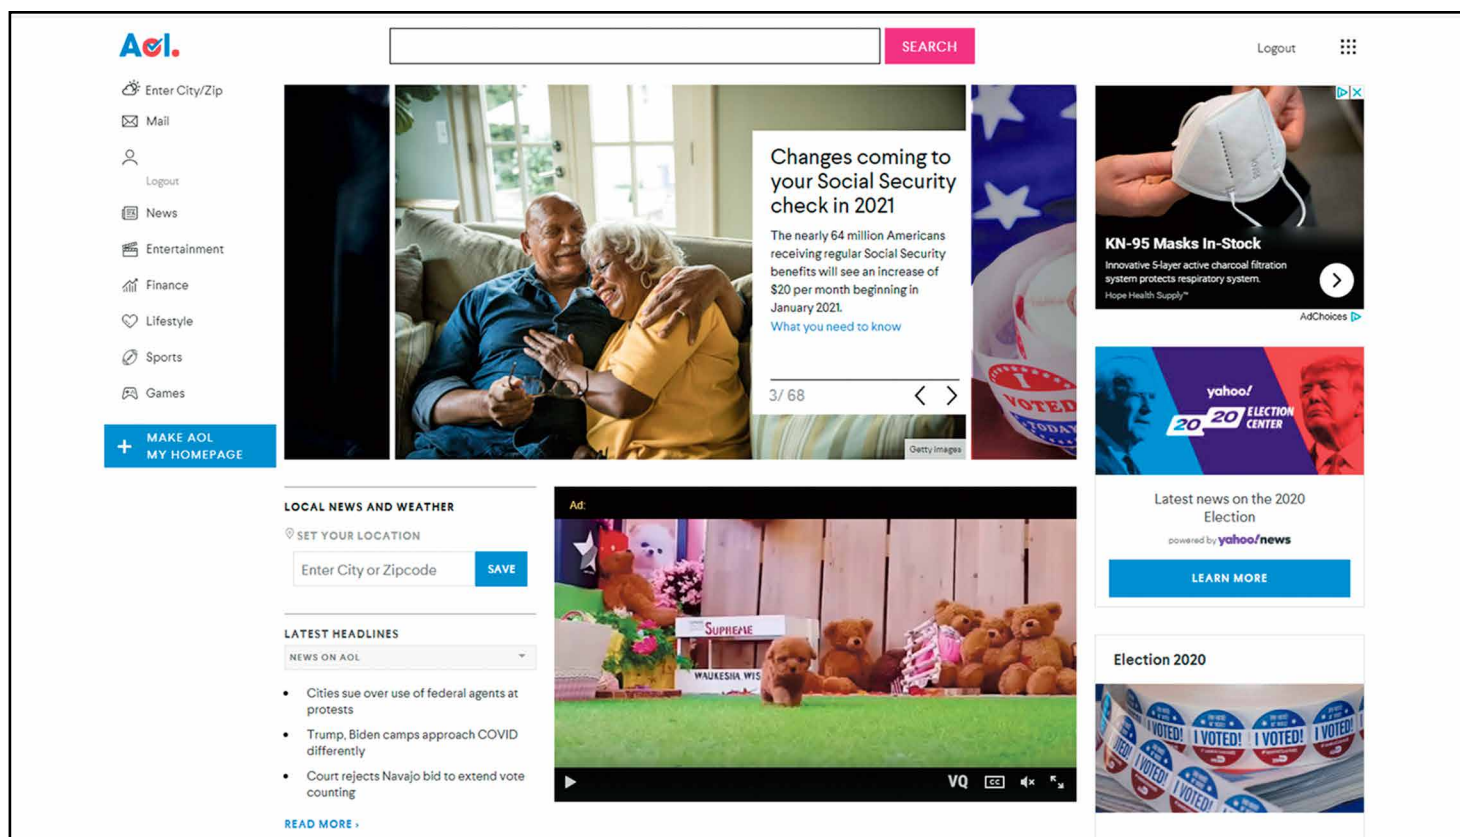 Aol.
SEARCH
Logout
Enter City/Zip
Mail
Logout
News
Entertainment
Finance
Lifestyle
Sports
Games
MAKE AOL
MY HOMEPAGE
Changes coming to
your Social Security
check in 2021
The nearly 64 million Americans
receiving regular Social Security
benefits will see an increase of
$20 per month beginning in
January 2021.
What you need to know
3/ 68
Getty Images
I
VOTED
TODAY
KN-95 Masks In-Stock
Innovative 5-layer active charcoal filtration
system protects respiratory system.
Hope Health Supply™
AdChoices
yahoo!
2020 ELECTION
CENTER
Latest news on the 2020
Election
powered by yahoo!news
LEARN MORE
LOCAL NEWS AND WEATHER
SET YOUR LOCATION
Enter City or Zipcode
SAVE
LATEST HEADLINES
NEWS ON AOL
Cities sue over use of federal agents at
protests
Trump, Biden camps approach COVID
differently
Court rejects Navajo bid to extend vote
counting
READ MORE ›
Ad:
SUPREME
WAUKESHA, WIS
VQ
CC
Election 2020
I VOTED! I VOTED! I VOTED! I VOTED!
VOTED!
I VOTED!
I VOTED!